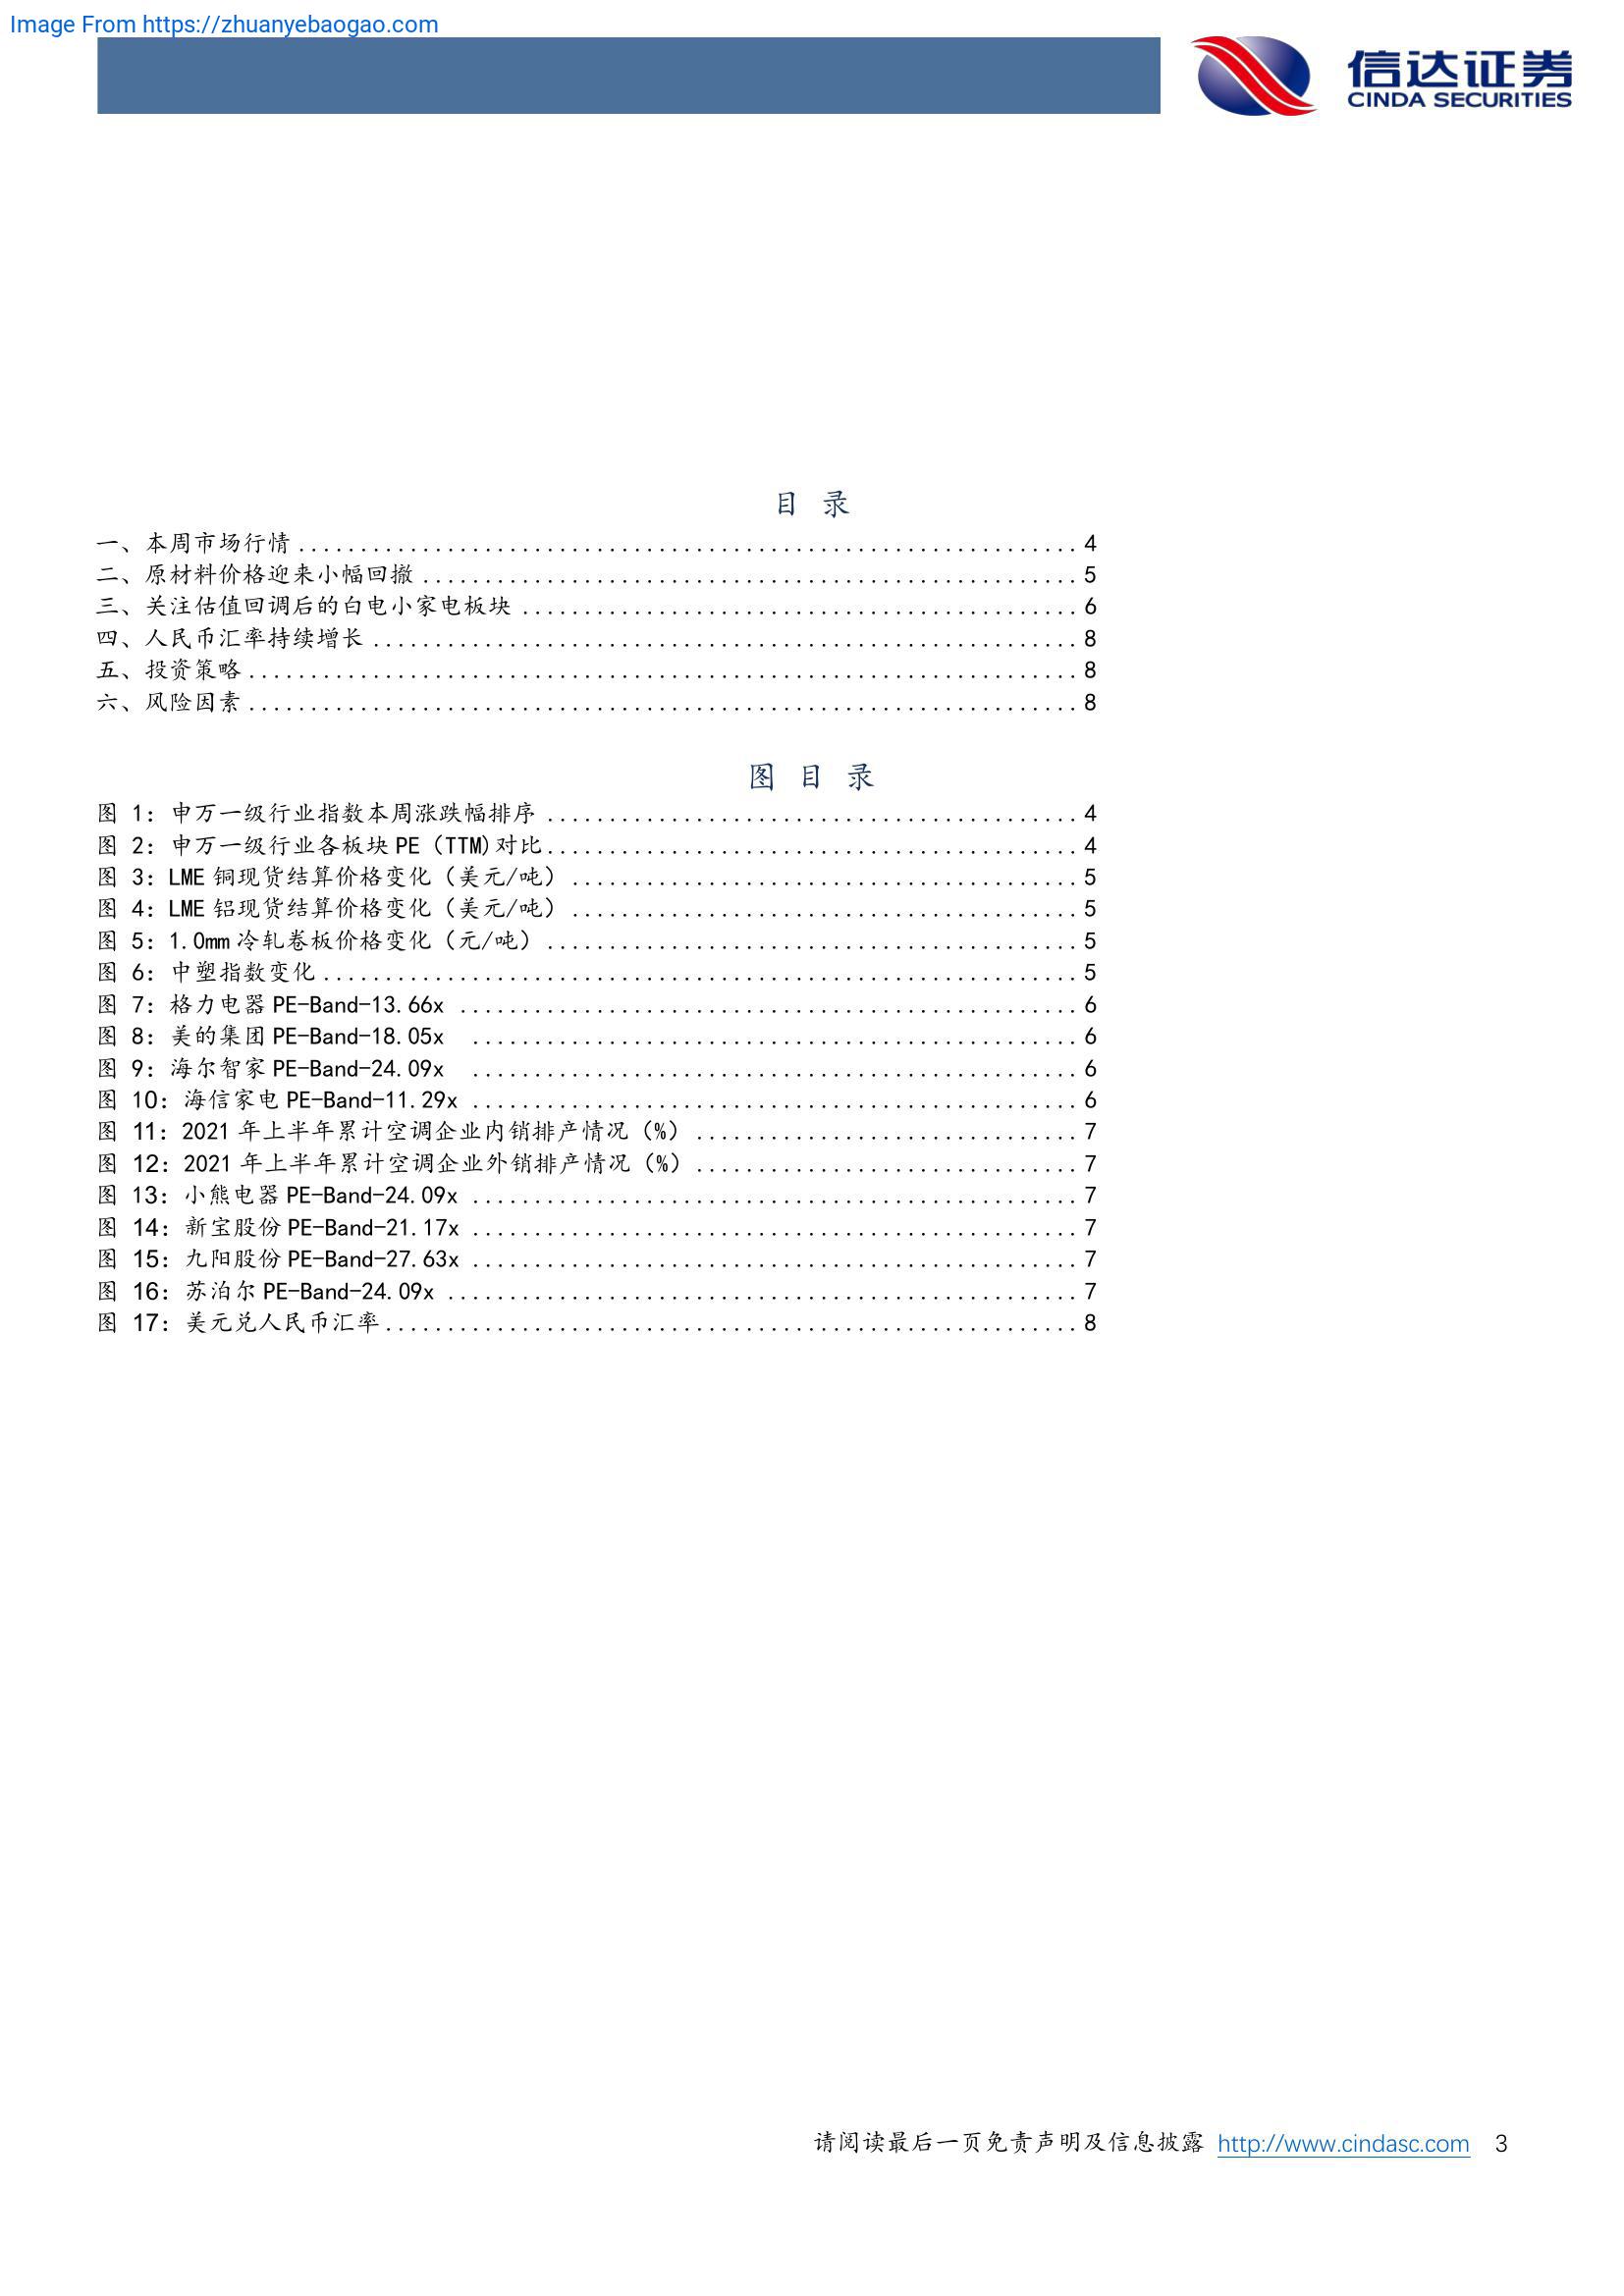 Image From https://zhuanyebaogao.com
信达证券
CINDA SECURITIES
目 录
一、本周市场行情................................................................ 4
二、原材料价格迎来小幅回撤...................................................... 5
三、关注估值回调后的白电小家电板块.............................................. 6
四、人民币汇率持续增长.......................................................... 8
五、投资策略.................................................................... 8
六、风险因素.................................................................... 8
图 目 录
图 1: 申万一级行业指数本周涨跌幅排序............................................ 4
图 2: 申万一级行业各板块 PE (TTM)对比............................................ 4
图 3: LME 铜现货结算价格变化（美元/吨）.......................................... 5
图 4: LME 铝现货结算价格变化（美元/吨）.......................................... 5
图 5: 1.0mm 冷轧卷板价格变化（元/吨）............................................ 5
图 6: 中塑指数变化.............................................................. 5
图 7: 格力电器 PE-Band-13.66x ................................................... 6
图 8: 美的集团 PE-Band-18.05x .................................................. 6
图 9: 海尔智家 PE-Band-24.09x .................................................. 6
图 10: 海信家电 PE-Band-11.29x .................................................. 6
图 11: 2021 年上半年累计空调企业内销排产情况（%）................................ 7
图 12: 2021 年上半年累计空调企业外销排产情况（%）................................ 7
图 13: 小熊电器 PE-Band-24.09x .................................................. 7
图 14: 新宝股份 PE-Band-21.17x .................................................. 7
图 15: 九阳股份 PE-Band-27.63x .................................................. 7
图 16: 苏泊尔 PE-Band-24.09x .................................................... 7
图 17: 美元兑人民币汇率......................................................... 8
请阅读最后一页免责声明及信息披露 http://www.cindasc.com 3